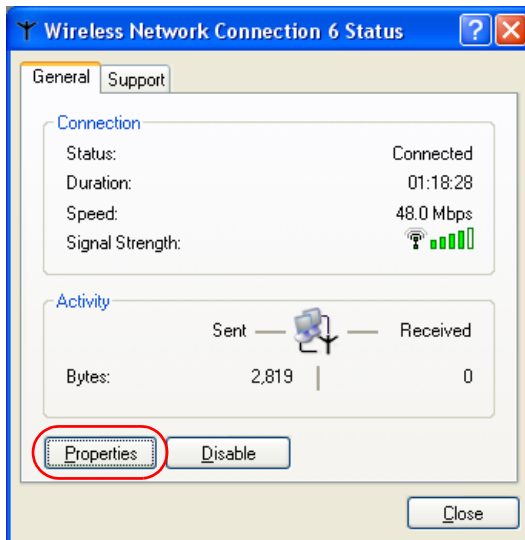 Wireless Network Connection 6 Status
General Support
Connection
Status: Connected
Duration: 01:18:28
Speed: 48.0 Mbps
Signal Strength:
Activity
Sent Received
Bytes: 2,819 0
Properties Disable
Close